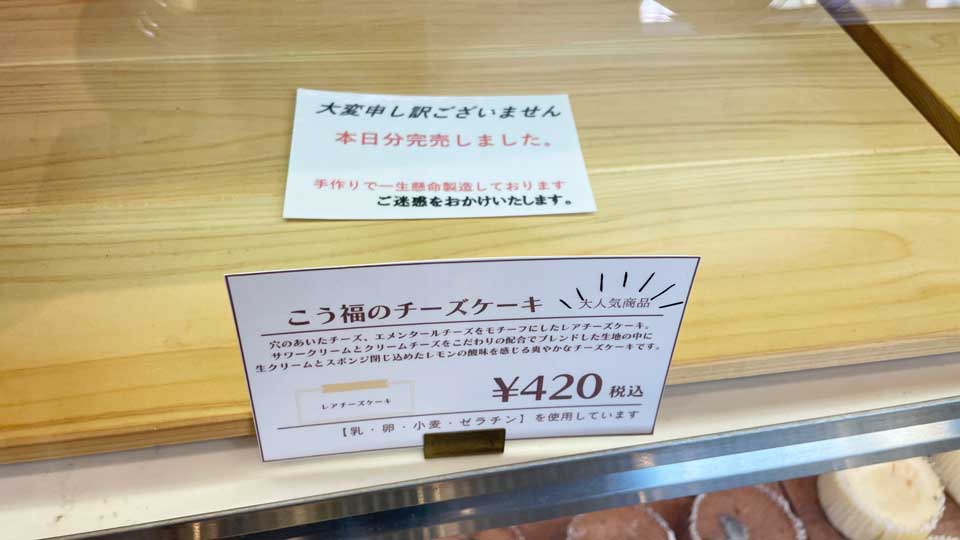 大変申し訳ございません
本日分完売しました。
手作りで一生懸命製造しております
ご迷惑をおかけいたします。
こう福のチーズケーキ
大人気商品
穴のあいたチーズ、エメンタールチーズをモチーフにしたレアチーズケーキ。
サワークリームとクリームチーズをこだわりの配合でブレンドした生地の中に
生クリームとスポンジ閉じ込めたレモンの酸味を感じる爽やかなチーズケーキです。
レアチーズケーキ
¥420 税込
【乳・卵・小麦・ゼラチン】を使用しています